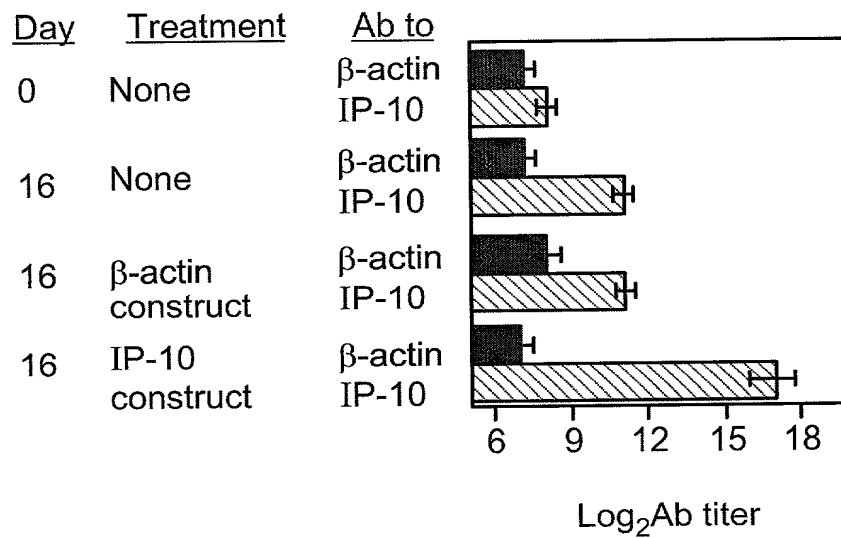 Day Treatment Ab to
0 None β-actin
IP-10
16 None β-actin
IP-10
16 β-actin construct β-actin
IP-10
16 IP-10 construct β-actin
IP-10
6 9 12 15 18
Log₂Ab titer